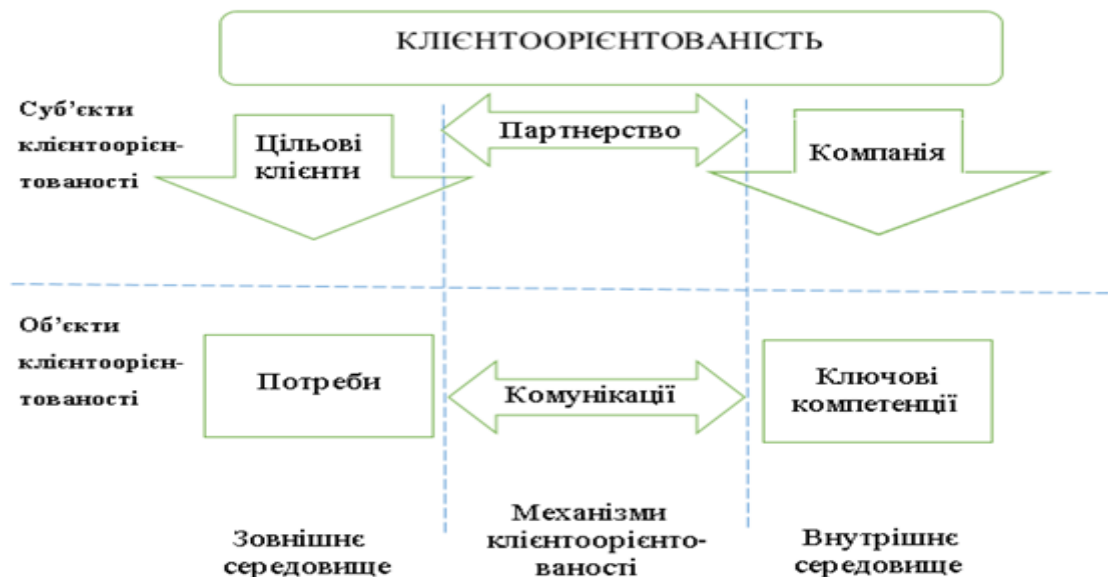 КЛІЄНТООРІЄНТОВАНІСТЬ
Суб’єкти
клієнтоорієн-
тованості
Цільові
клієнти
Партнерство
Компанія
Об’єкти
клієнтоорієн-
тованості
Потреби
Комунікації
Ключові
компетенції
Зовнішнє
середовище
Механізми
клієнтоорієнто-
ваності
Внутрішнє
середовище